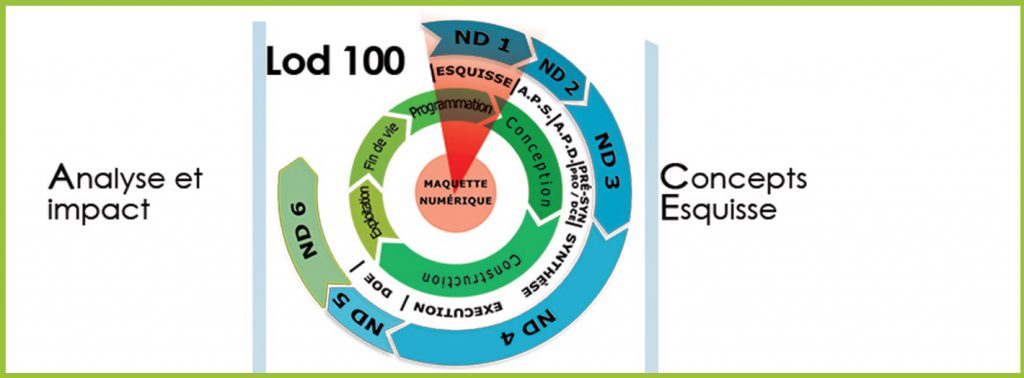 Lod 100
Analyse et
impact
Concepts
Esquisse
ND 1
ND 2
ND 3
ND 4
ND 5
ND 6
ESQUISSE
A.P.S.
A.P.D.
PRÉ-SYN
PRO / DCE
SYNTHÈSE
EXECUTION
DOE
Programmation
Conception
Construction
Exploitation
Fin de vie
MAQUETTE
NUMÉRIQUE